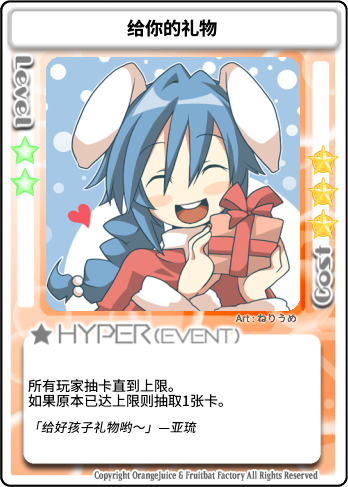 给你的礼物
Level
Cost
Art : ねりうめ
HYPER(EVENT)
所有玩家抽卡直到上限。
如果原本已达上限则抽取1张卡。
「给好孩子礼物哟～」—亚琉
Copyright OrangeJuice & Fruitbat Factory All Rights Reserved